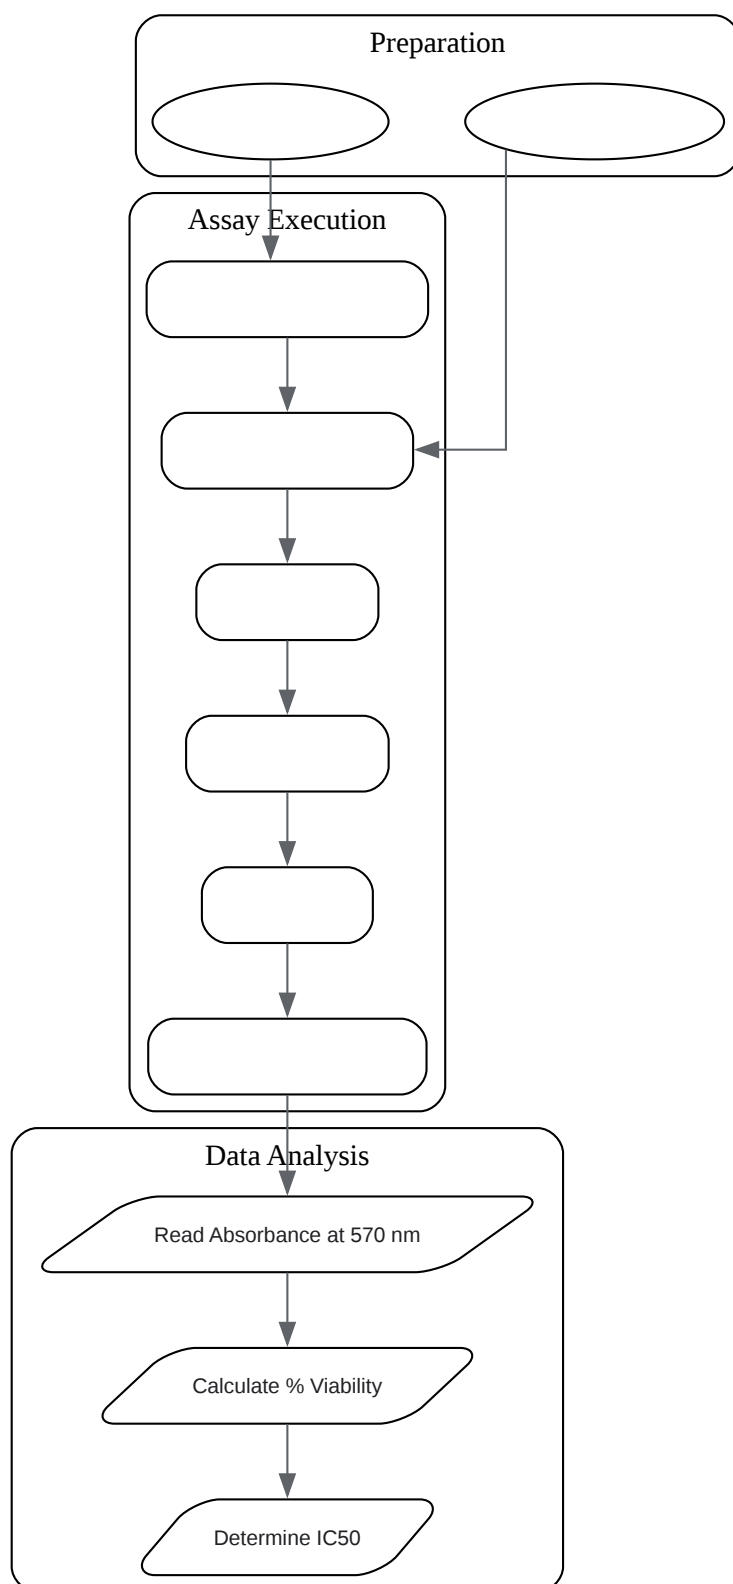 Preparation
Assay Execution
Data Analysis
Read Absorbance at 570 nm
Calculate % Viability
Determine IC50